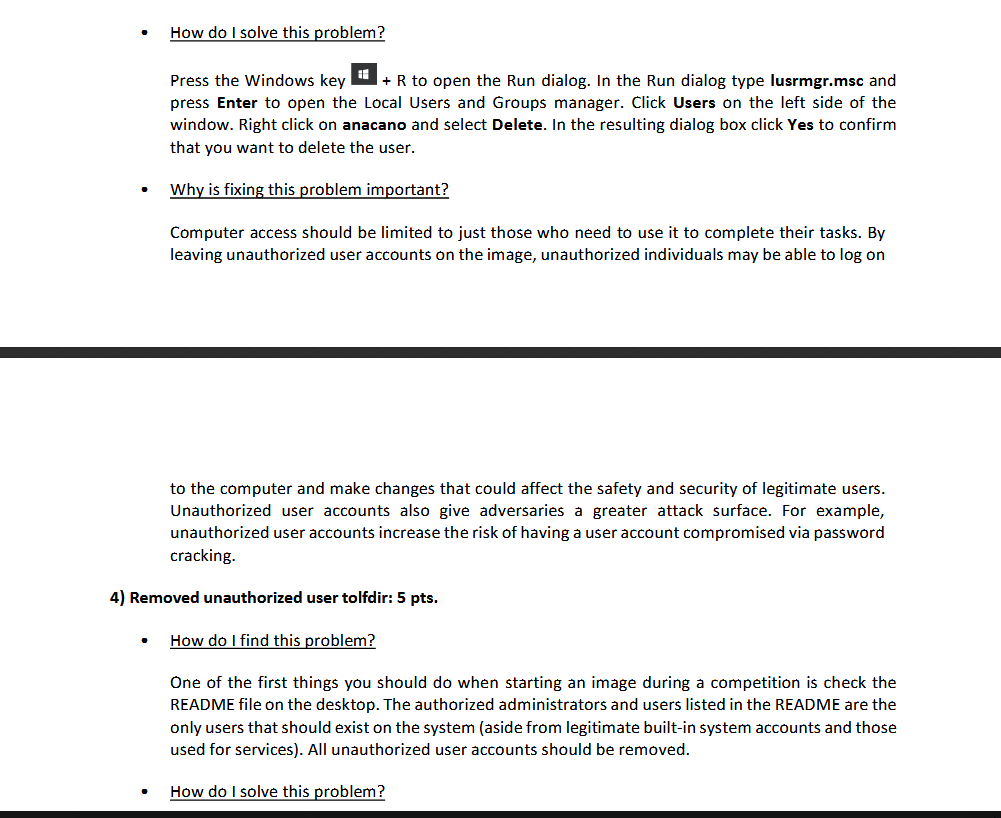 • How do I solve this problem?
Press the Windows key + R to open the Run dialog. In the Run dialog type lusrmgr.msc and
press Enter to open the Local Users and Groups manager. Click Users on the left side of the
window. Right click on anacano and select Delete. In the resulting dialog box click Yes to confirm
that you want to delete the user.
• Why is fixing this problem important?
Computer access should be limited to just those who need to use it to complete their tasks. By
leaving unauthorized user accounts on the image, unauthorized individuals may be able to log on
to the computer and make changes that could affect the safety and security of legitimate users.
Unauthorized user accounts also give adversaries a greater attack surface. For example,
unauthorized user accounts increase the risk of having a user account compromised via password
cracking.
4) Removed unauthorized user tolfdir: 5 pts.
• How do I find this problem?
One of the first things you should do when starting an image during a competition is check the
README file on the desktop. The authorized administrators and users listed in the README are the
only users that should exist on the system (aside from legitimate built-in system accounts and those
used for services). All unauthorized user accounts should be removed.
• How do I solve this problem?